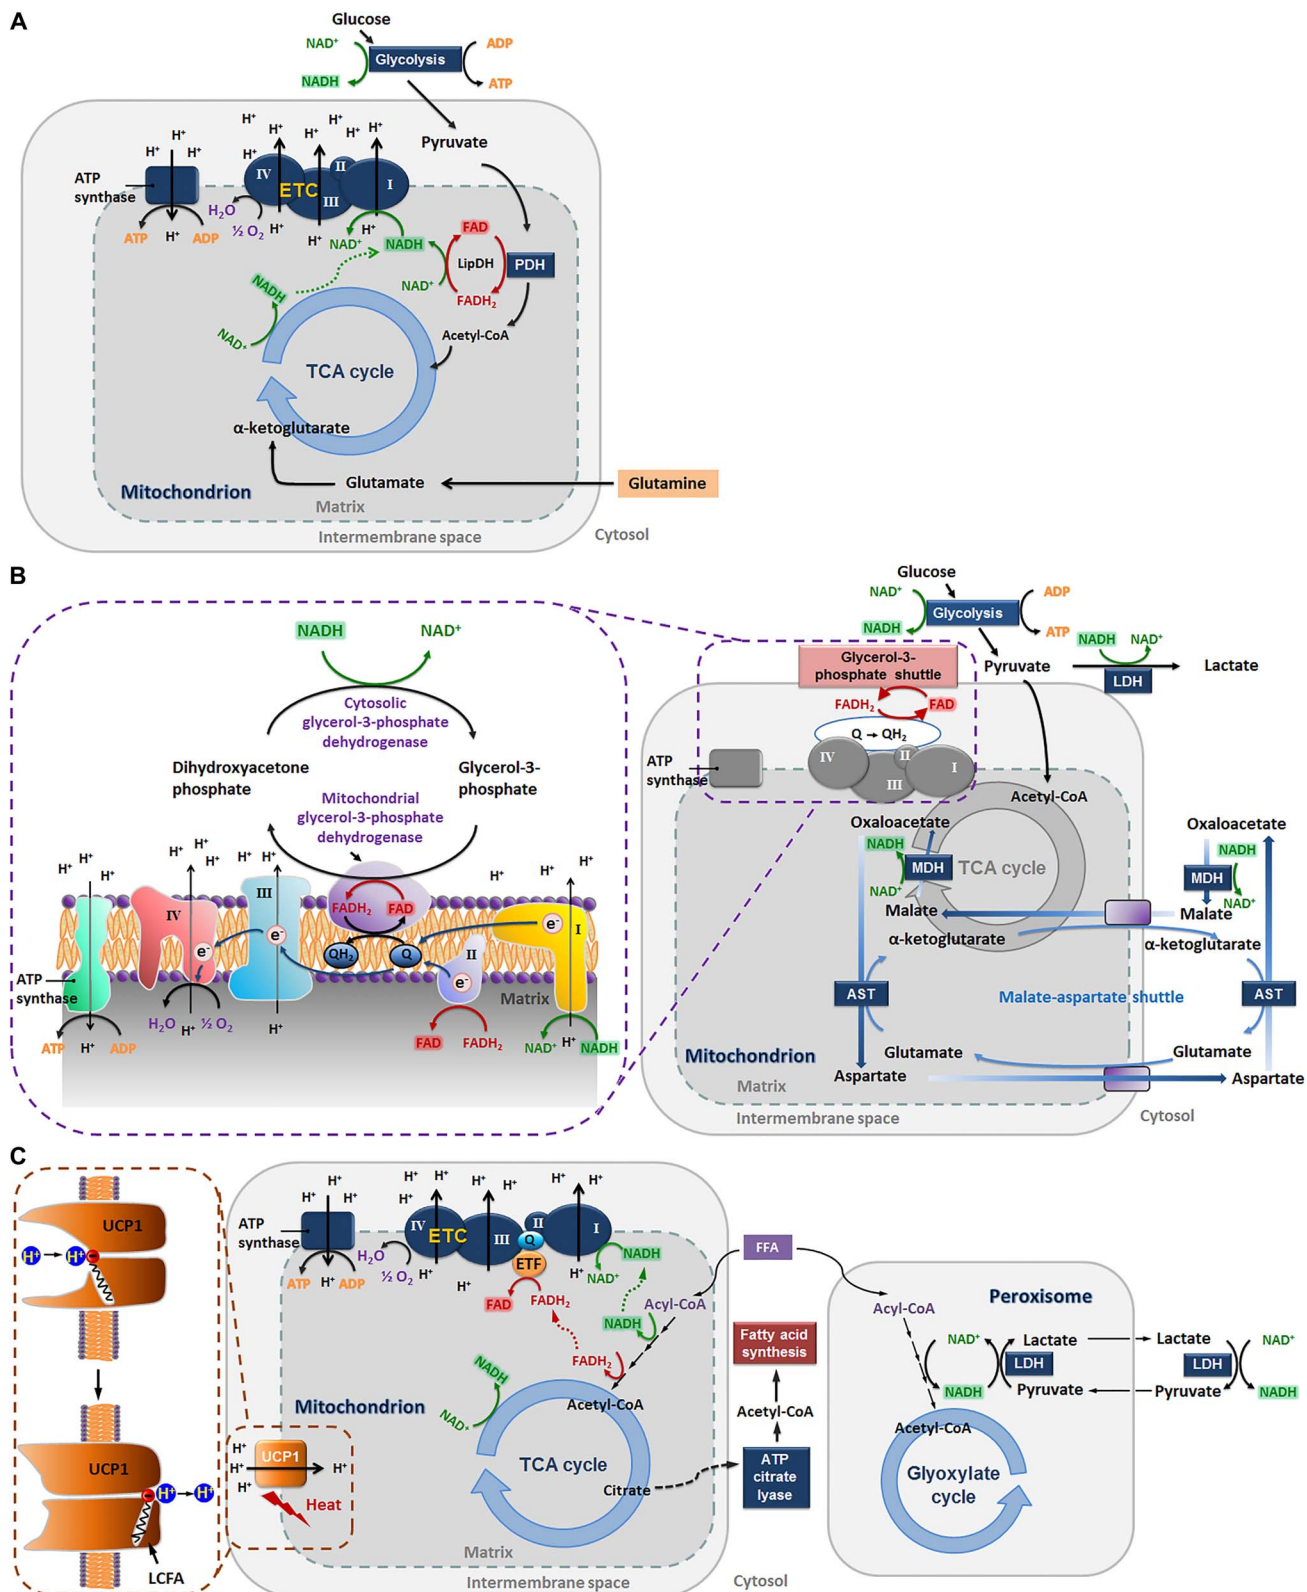 A
Glucose
NAD⁺
Glycolysis
ADP
NADH
ATP
Pyruvate
H⁺
H⁺
H⁺
H⁺
H⁺
H⁺
H⁺
H⁺
H⁺
H⁺
ATP
synthase
IV
ETC
III
II
I
H₂O
½ O₂
H⁺
H⁺
H⁺
H⁺
ATP
ADP
NAD⁺
NADH
FAD
LipDH
PDH
NAD⁺
FADH₂
NADH
NAD⁺
Acetyl-CoA
TCA cycle
α-ketoglutarate
Glutamate
Glutamine
Mitochondrion
Matrix
Intermembrane space
Cytosol
B
NADH
NAD⁺
Cytosolic
glycerol-3-phosphate
dehydrogenase
Dihydroxyacetone
phosphate
Glycerol-3-
phosphate
Mitochondrial
glycerol-3-phosphate
dehydrogenase
H⁺
H⁺
H⁺
H⁺
H⁺
H⁺
H⁺
H⁺
H⁺
H⁺
H⁺
H⁺
H⁺
IV
III
FADH₂
FAD
e⁻
I
e⁻
e⁻
QH₂
Q
II
e⁻
ATP
synthase
Matrix
H₂O
½ O₂
H⁺
H⁺
ATP
H⁺
ADP
FAD
FADH₂
NAD⁺
H⁺
NADH
Glucose
NAD⁺
Glycolysis
ADP
NADH
ATP
Pyruvate
NADH
NAD⁺
LDH
Lactate
Glycerol-3-
phosphate shuttle
FADH₂
FAD
Q → QH₂
ATP
synthase
IV
III
II
I
Acetyl-CoA
Oxaloacetate
NADH
MDH
NAD⁺
TCA cycle
Malate
α-ketoglutarate
Oxaloacetate
NADH
MDH
NAD⁺
Malate
α-ketoglutarate
AST
Malate-aspartate shuttle
AST
Glutamate
Glutamate
Mitochondrion
Aspartate
Aspartate
Matrix
Intermembrane space
Cytosol
C
UCP1
H⁺
H⁺
-
UCP1
-
H⁺
H⁺
LCFA
H⁺
H⁺
H⁺
H⁺
H⁺
H⁺
H⁺
H⁺
H⁺
H⁺
H⁺
ATP
synthase
IV
ETC
III
II
I
Q
ETF
H₂O
½ O₂
H⁺
H⁺
H⁺
H⁺
ATP
ADP
NADH
NAD⁺
FAD
FADH₂
Acyl-CoA
NADH
FADH₂
NADH
NAD⁺
Acetyl-CoA
Mitochondrion
TCA cycle
Citrate
H⁺
H⁺
H⁺
UCP1
H⁺
Heat
Matrix
Intermembrane space
Cytosol
FFA
Fatty acid
synthesis
Acetyl-CoA
ATP
citrate
lyase
Peroxisome
Acyl-CoA
NAD⁺
Lactate
LDH
NADH
Pyruvate
Acetyl-CoA
Glyoxylate
cycle
Lactate
NAD⁺
LDH
Pyruvate
NADH